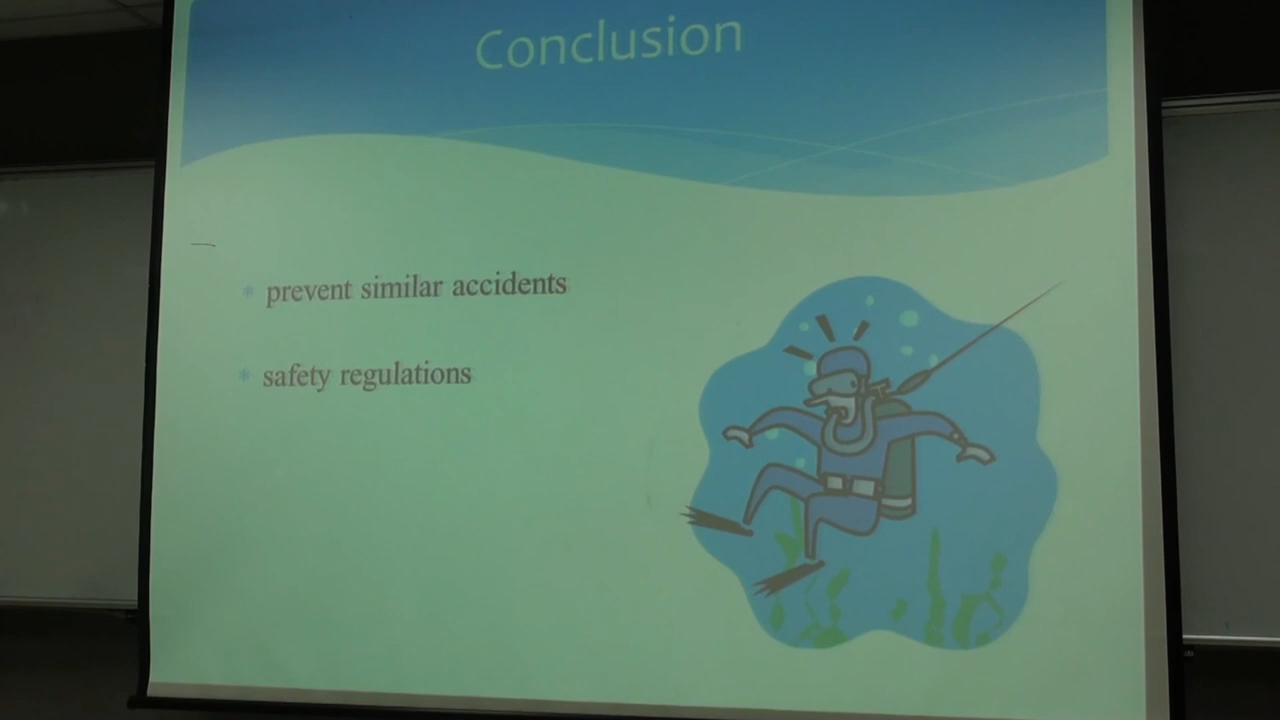 Conclusion
* prevent similar accidents
* safety regulations